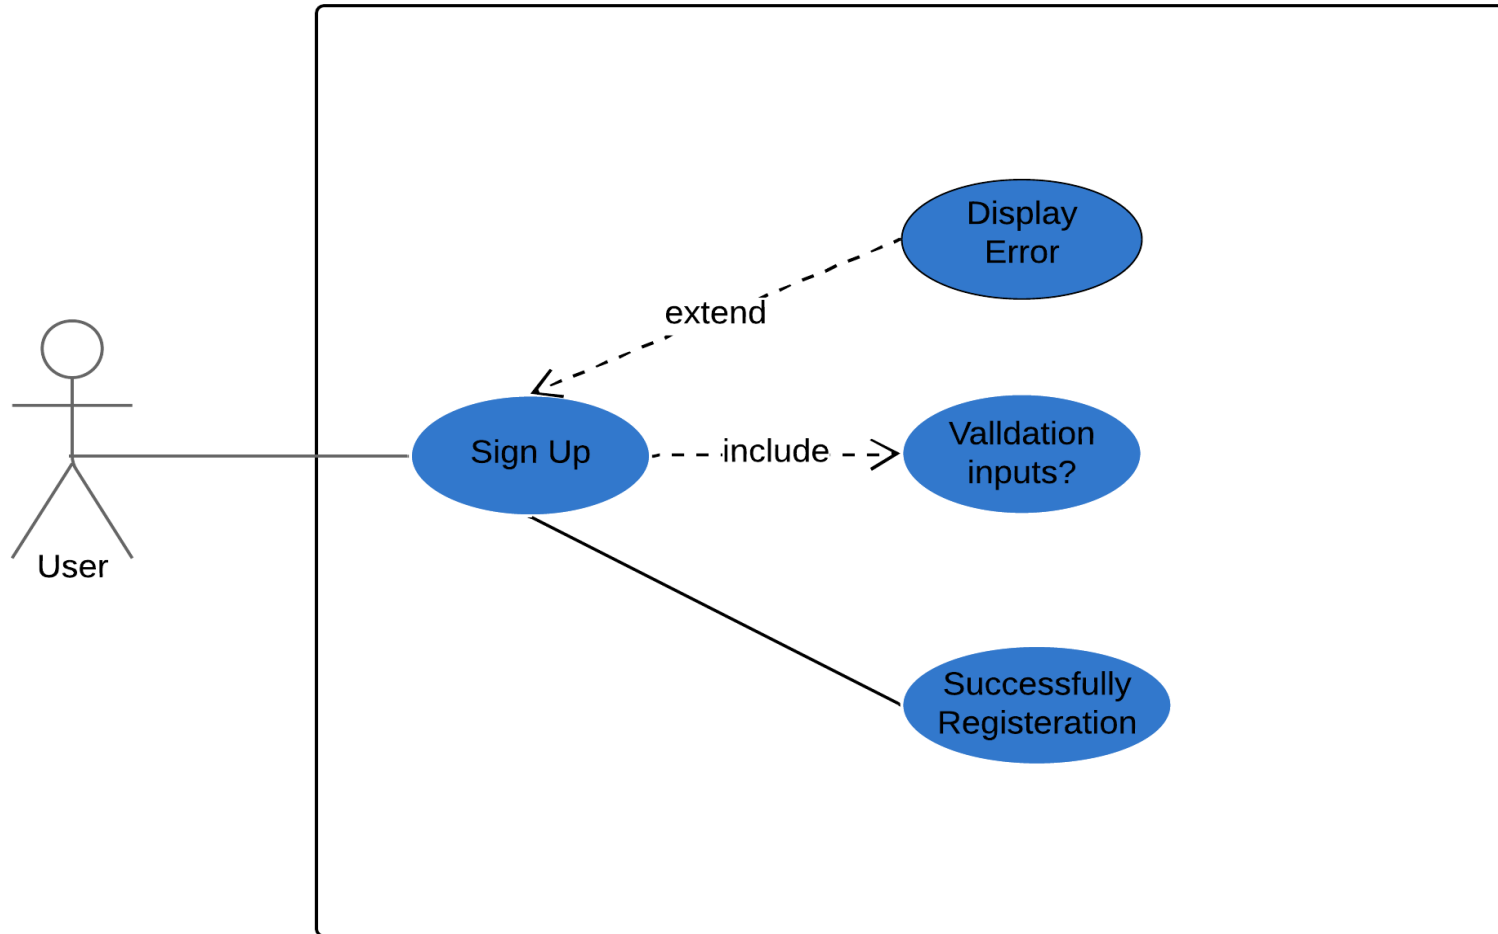 Display
Error
extend
Sign Up
include
Valldation
inputs?
User
Successfully
Registeration